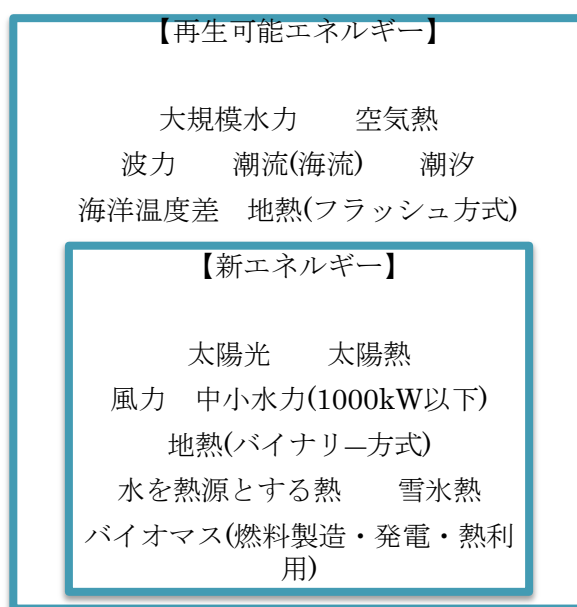 【再生可能エネルギー】
大規模水力　　空気熱
波力　　潮流(海流)　　潮汐
海洋温度差　地熱(フラッシュ方式)
【新エネルギー】
太陽光　　太陽熱
風力　中小水力(1000kW以下)
地熱(バイナリ―方式)
水を熱源とする熱　　雪氷熱
バイオマス(燃料製造・発電・熱利
用)